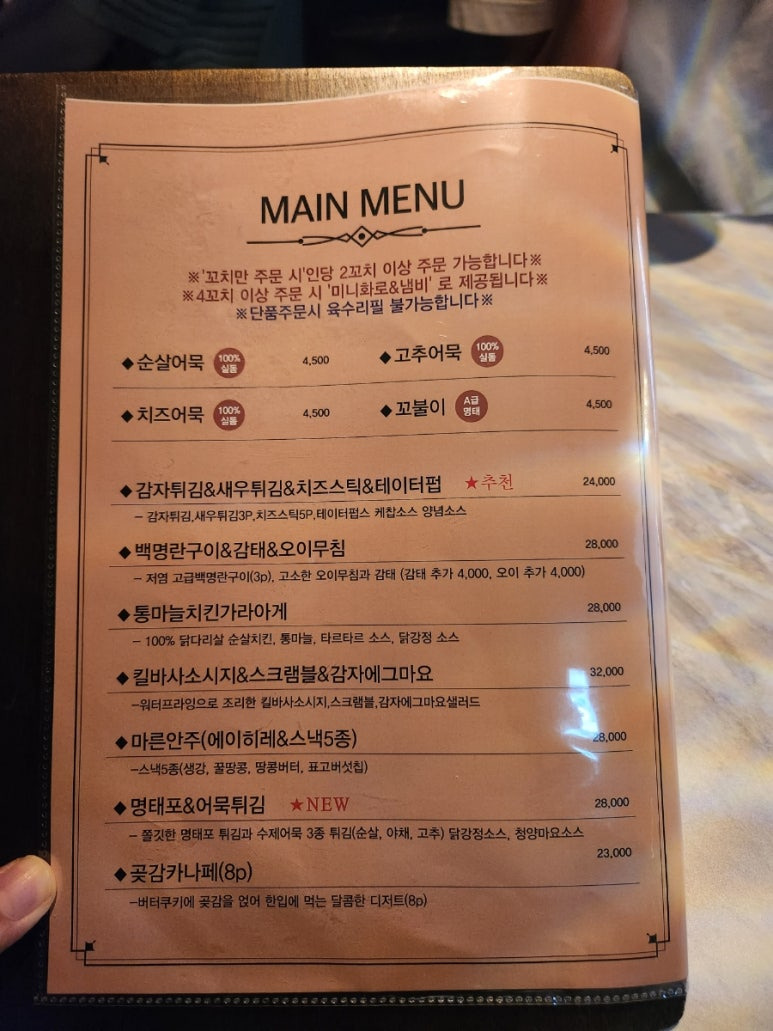 MAIN MENU
※'꼬치만 주문 시'인당 2꼬치 이상 주문 가능합니다※
※4꼬치 이상 주문 시 '미니화로&냄비' 로 제공됩니다※
※단품주문시 육수리필 불가능합니다※
◆순살어묵 100% 실돔 4,500 ◆고추어묵 100% 실돔 4,500
◆치즈어묵 100% 실돔 4,500 ◆꼬불이 A급 명태 4,500
◆감자튀김&새우튀김&치즈스틱&테이터펍 ★추천 24,000
– 감자튀김,새우튀김3P,치즈스틱5P,테이터펍스 케찹소스 양념소스
◆백명란구이&감태&오이무침 28,000
– 저염 고급백명란구이(3p), 고소한 오이무침과 감태 (감태 추가 4,000, 오이 추가 4,000)
◆통마늘치킨가라아게 28,000
– 100% 닭다리살 순살치킨, 통마늘, 타르타르 소스, 닭강정 소스
◆킬바사소시지&스크램블&감자에그마요 32,000
–워터프라잉으로 조리한 킬바사소시지,스크램블,감자에그마요샐러드
◆마른안주(에이히레&스낵5종) 28,000
–스낵5종(생강, 꿀땅콩, 땅콩버터, 표고버섯칩)
◆명태포&어묵튀김 ★NEW 28,000
– 쫄깃한 명태포 튀김과 수제어묵 3종 튀김(순살, 야채, 고추) 닭강정소스, 청양마요소스
◆곶감카나페(8p) 23,000
–버터쿠키에 곶감을 얹어 한입에 먹는 달콤한 디저트(8p)